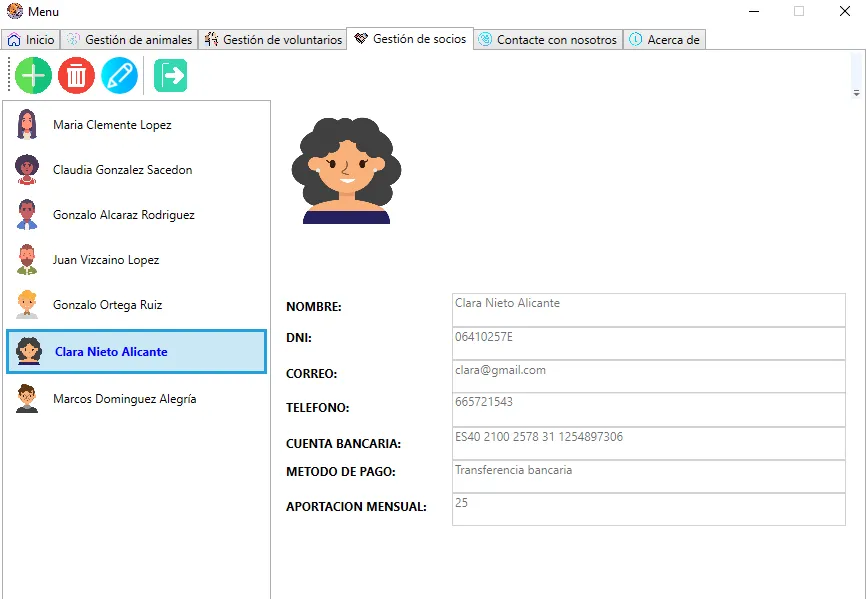 Menu
Inicio
Gestión de animales
Gestión de voluntarios
Gestión de socios
Contacte con nosotros
Acerca de
Maria Clemente Lopez
Claudia Gonzalez Sacedon
Gonzalo Alcaraz Rodriguez
Juan Vizcaino Lopez
Gonzalo Ortega Ruiz
Clara Nieto Alicante
Marcos Dominguez Alegría
NOMBRE: Clara Nieto Alicante
DNI: 06410257E
CORREO: clara@gmail.com
TELEFONO: 665721543
CUENTA BANCARIA: ES40 2100 2578 31 1254897306
METODO DE PAGO: Transferencia bancaria
APORTACION MENSUAL: 25